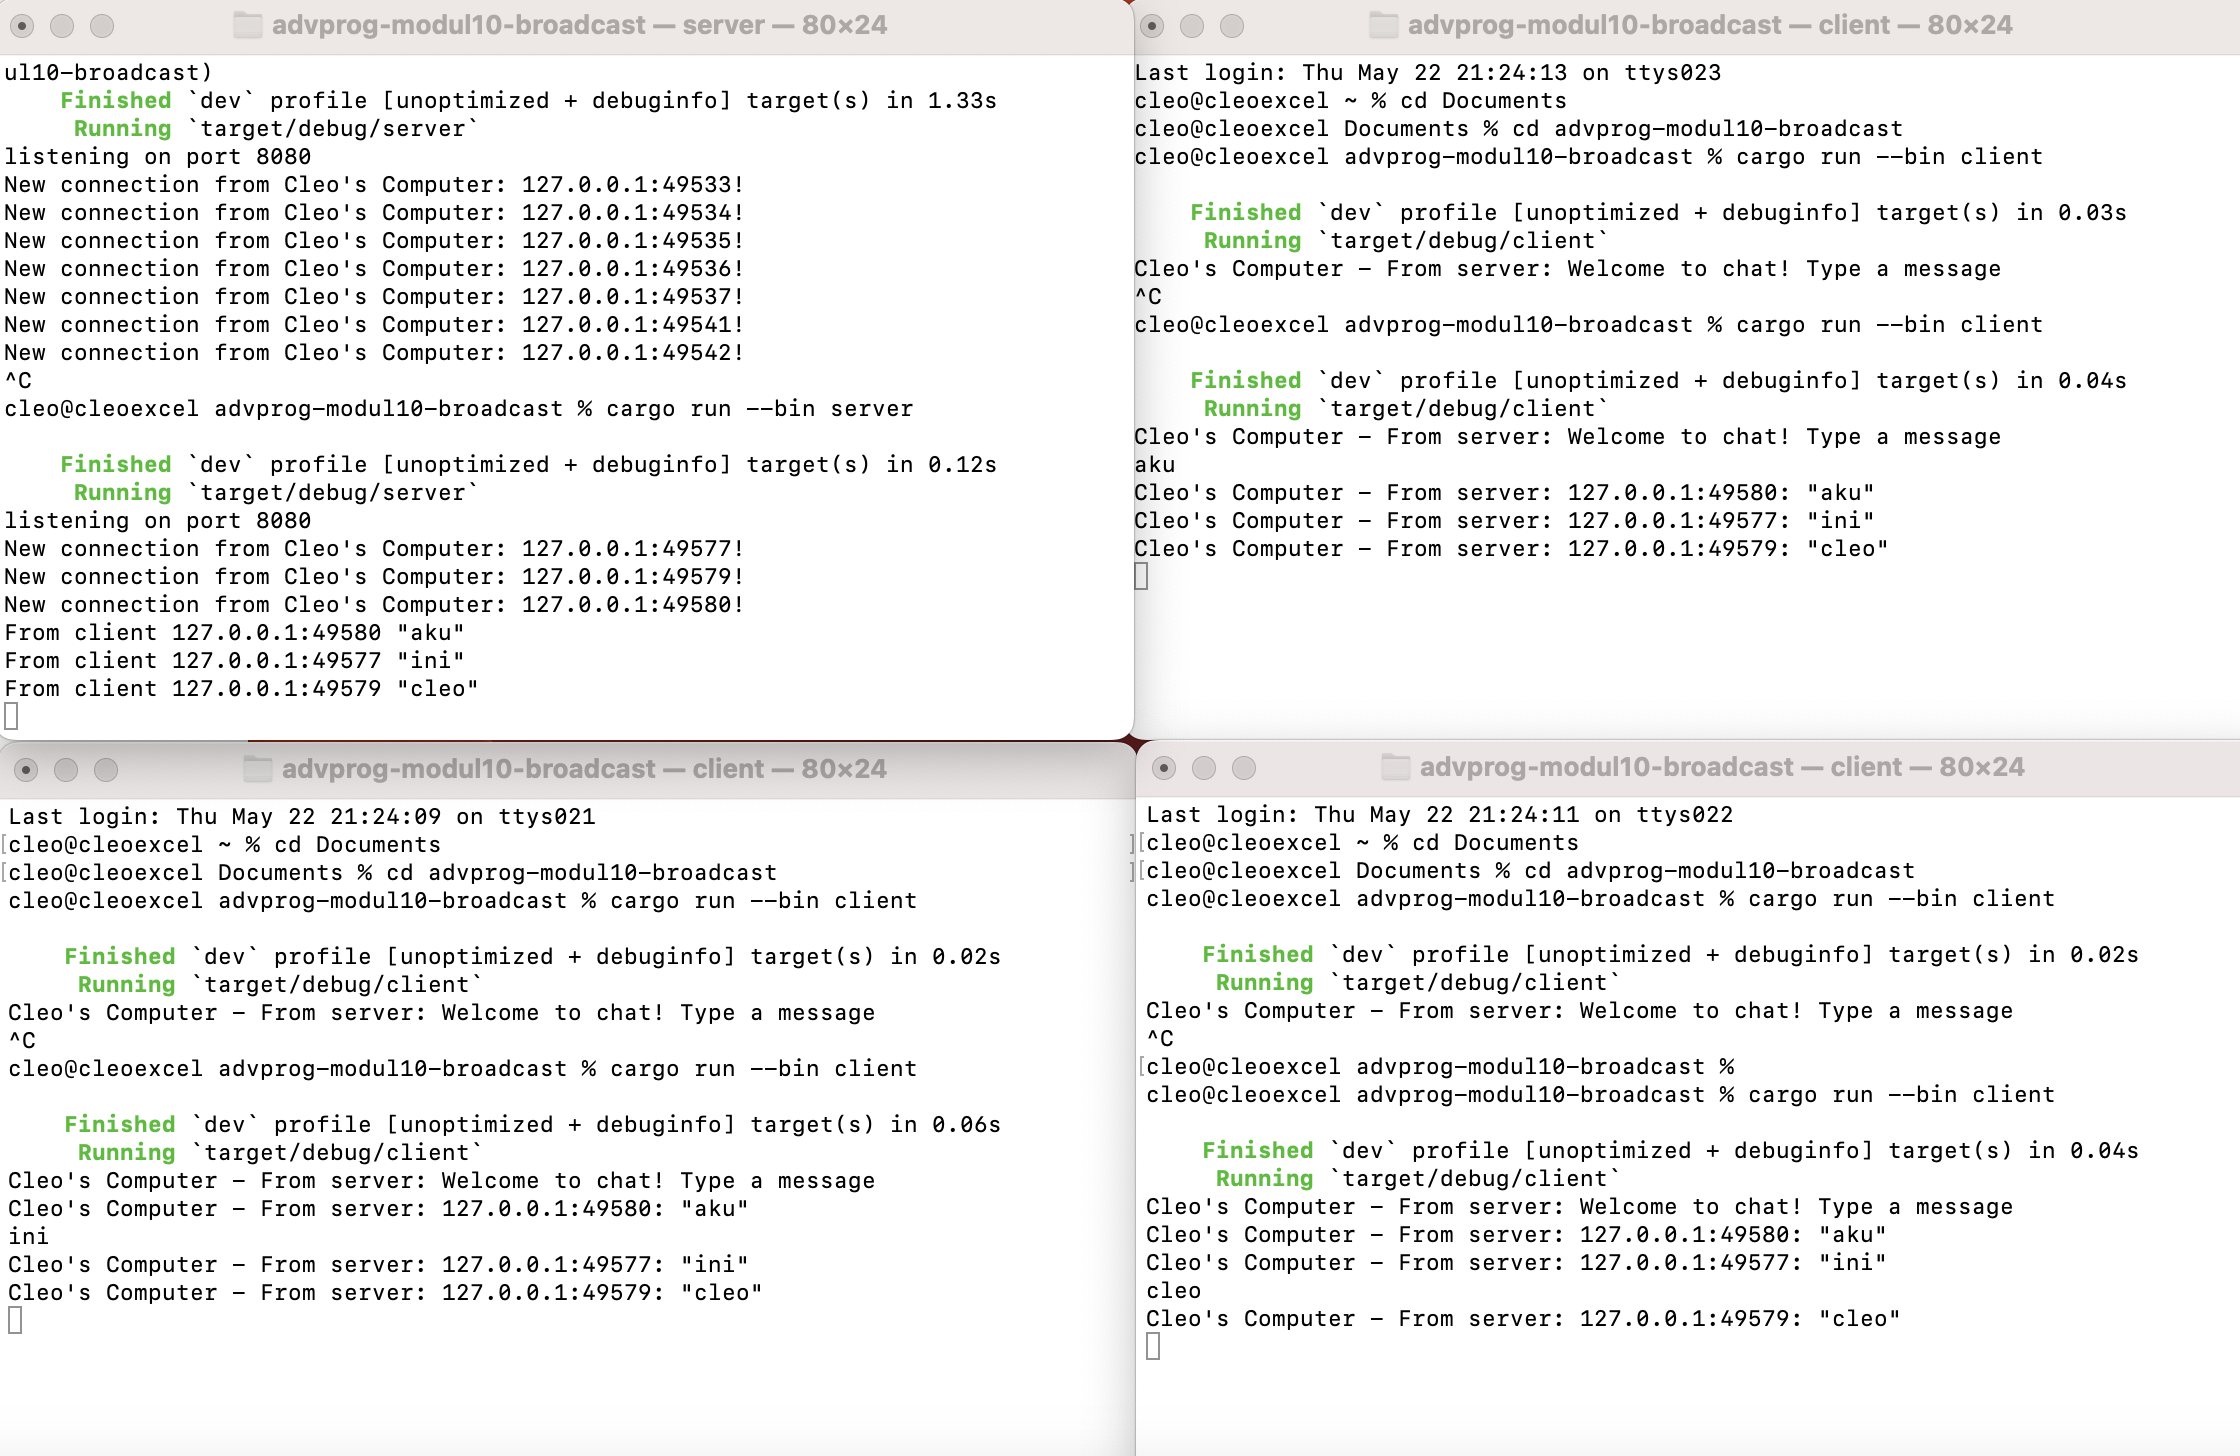 advprog-modul10-broadcast — server — 80×24
ul10-broadcast)
Finished `dev` profile [unoptimized + debuginfo] target(s) in 1.33s
Running `target/debug/server`
listening on port 8080
New connection from Cleo's Computer: 127.0.0.1:49533!
New connection from Cleo's Computer: 127.0.0.1:49534!
New connection from Cleo's Computer: 127.0.0.1:49535!
New connection from Cleo's Computer: 127.0.0.1:49536!
New connection from Cleo's Computer: 127.0.0.1:49537!
New connection from Cleo's Computer: 127.0.0.1:49541!
New connection from Cleo's Computer: 127.0.0.1:49542!
^C
cleo@cleoexcel advprog-modul10-broadcast % cargo run --bin server
Finished `dev` profile [unoptimized + debuginfo] target(s) in 0.12s
Running `target/debug/server`
listening on port 8080
New connection from Cleo's Computer: 127.0.0.1:49577!
New connection from Cleo's Computer: 127.0.0.1:49579!
New connection from Cleo's Computer: 127.0.0.1:49580!
From client 127.0.0.1:49580 "aku"
From client 127.0.0.1:49577 "ini"
From client 127.0.0.1:49579 "cleo"
advprog-modul10-broadcast — client — 80×24
Last login: Thu May 22 21:24:13 on ttys023
cleo@cleoexcel ~ % cd Documents
cleo@cleoexcel Documents % cd advprog-modul10-broadcast
cleo@cleoexcel advprog-modul10-broadcast % cargo run --bin client
Finished `dev` profile [unoptimized + debuginfo] target(s) in 0.03s
Running `target/debug/client`
Cleo's Computer - From server: Welcome to chat! Type a message
^C
cleo@cleoexcel advprog-modul10-broadcast % cargo run --bin client
Finished `dev` profile [unoptimized + debuginfo] target(s) in 0.04s
Running `target/debug/client`
Cleo's Computer - From server: Welcome to chat! Type a message
aku
Cleo's Computer - From server: 127.0.0.1:49580: "aku"
Cleo's Computer - From server: 127.0.0.1:49577: "ini"
Cleo's Computer - From server: 127.0.0.1:49579: "cleo"
advprog-modul10-broadcast — client — 80×24
Last login: Thu May 22 21:24:09 on ttys021
[cleo@cleoexcel ~ % cd Documents ]
[cleo@cleoexcel Documents % cd advprog-modul10-broadcast ]
cleo@cleoexcel advprog-modul10-broadcast % cargo run --bin client
Finished `dev` profile [unoptimized + debuginfo] target(s) in 0.02s
Running `target/debug/client`
Cleo's Computer - From server: Welcome to chat! Type a message
^C
cleo@cleoexcel advprog-modul10-broadcast % cargo run --bin client
Finished `dev` profile [unoptimized + debuginfo] target(s) in 0.06s
Running `target/debug/client`
Cleo's Computer - From server: Welcome to chat! Type a message
Cleo's Computer - From server: 127.0.0.1:49580: "aku"
ini
Cleo's Computer - From server: 127.0.0.1:49577: "ini"
Cleo's Computer - From server: 127.0.0.1:49579: "cleo"
advprog-modul10-broadcast — client — 80×24
Last login: Thu May 22 21:24:11 on ttys022
[cleo@cleoexcel ~ % cd Documents
[cleo@cleoexcel Documents % cd advprog-modul10-broadcast
cleo@cleoexcel advprog-modul10-broadcast % cargo run --bin client
Finished `dev` profile [unoptimized + debuginfo] target(s) in 0.02s
Running `target/debug/client`
Cleo's Computer - From server: Welcome to chat! Type a message
^C
[cleo@cleoexcel advprog-modul10-broadcast %
cleo@cleoexcel advprog-modul10-broadcast % cargo run --bin client
Finished `dev` profile [unoptimized + debuginfo] target(s) in 0.04s
Running `target/debug/client`
Cleo's Computer - From server: Welcome to chat! Type a message
Cleo's Computer - From server: 127.0.0.1:49580: "aku"
Cleo's Computer - From server: 127.0.0.1:49577: "ini"
cleo
Cleo's Computer - From server: 127.0.0.1:49579: "cleo"